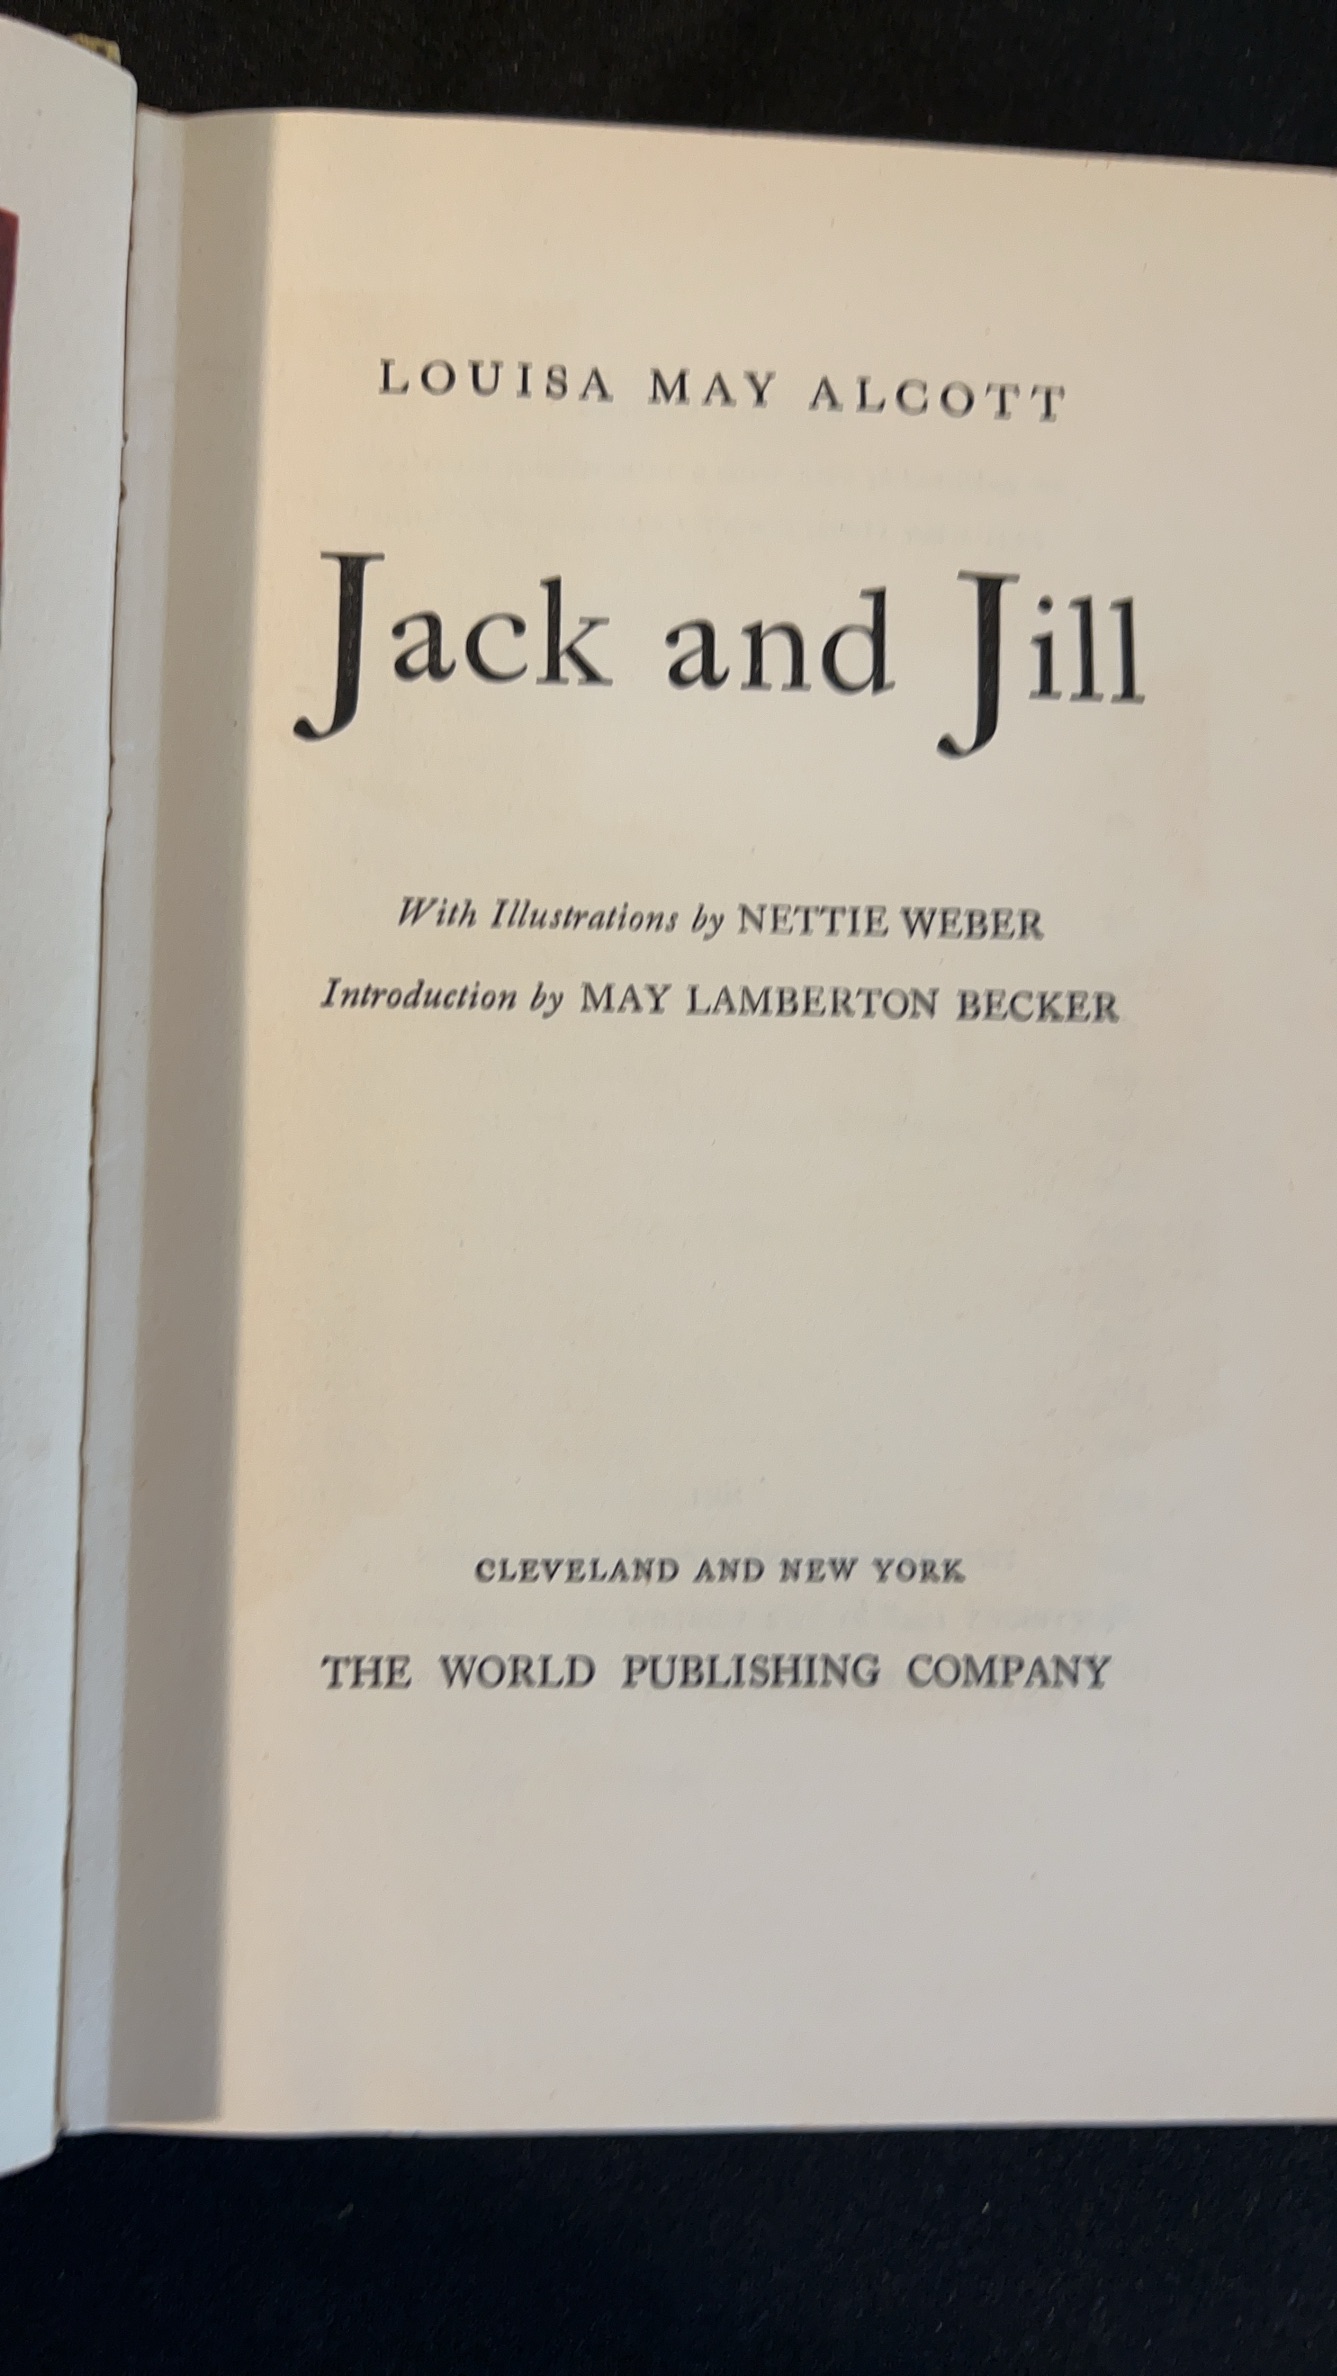 LOUISA MAY ALCOTT
Jack and Jill
With Illustrations by NETTIE WEBER
Introduction by MAY LAMBERTON BECKER
CLEVELAND AND NEW YORK
THE WORLD PUBLISHING COMPANY